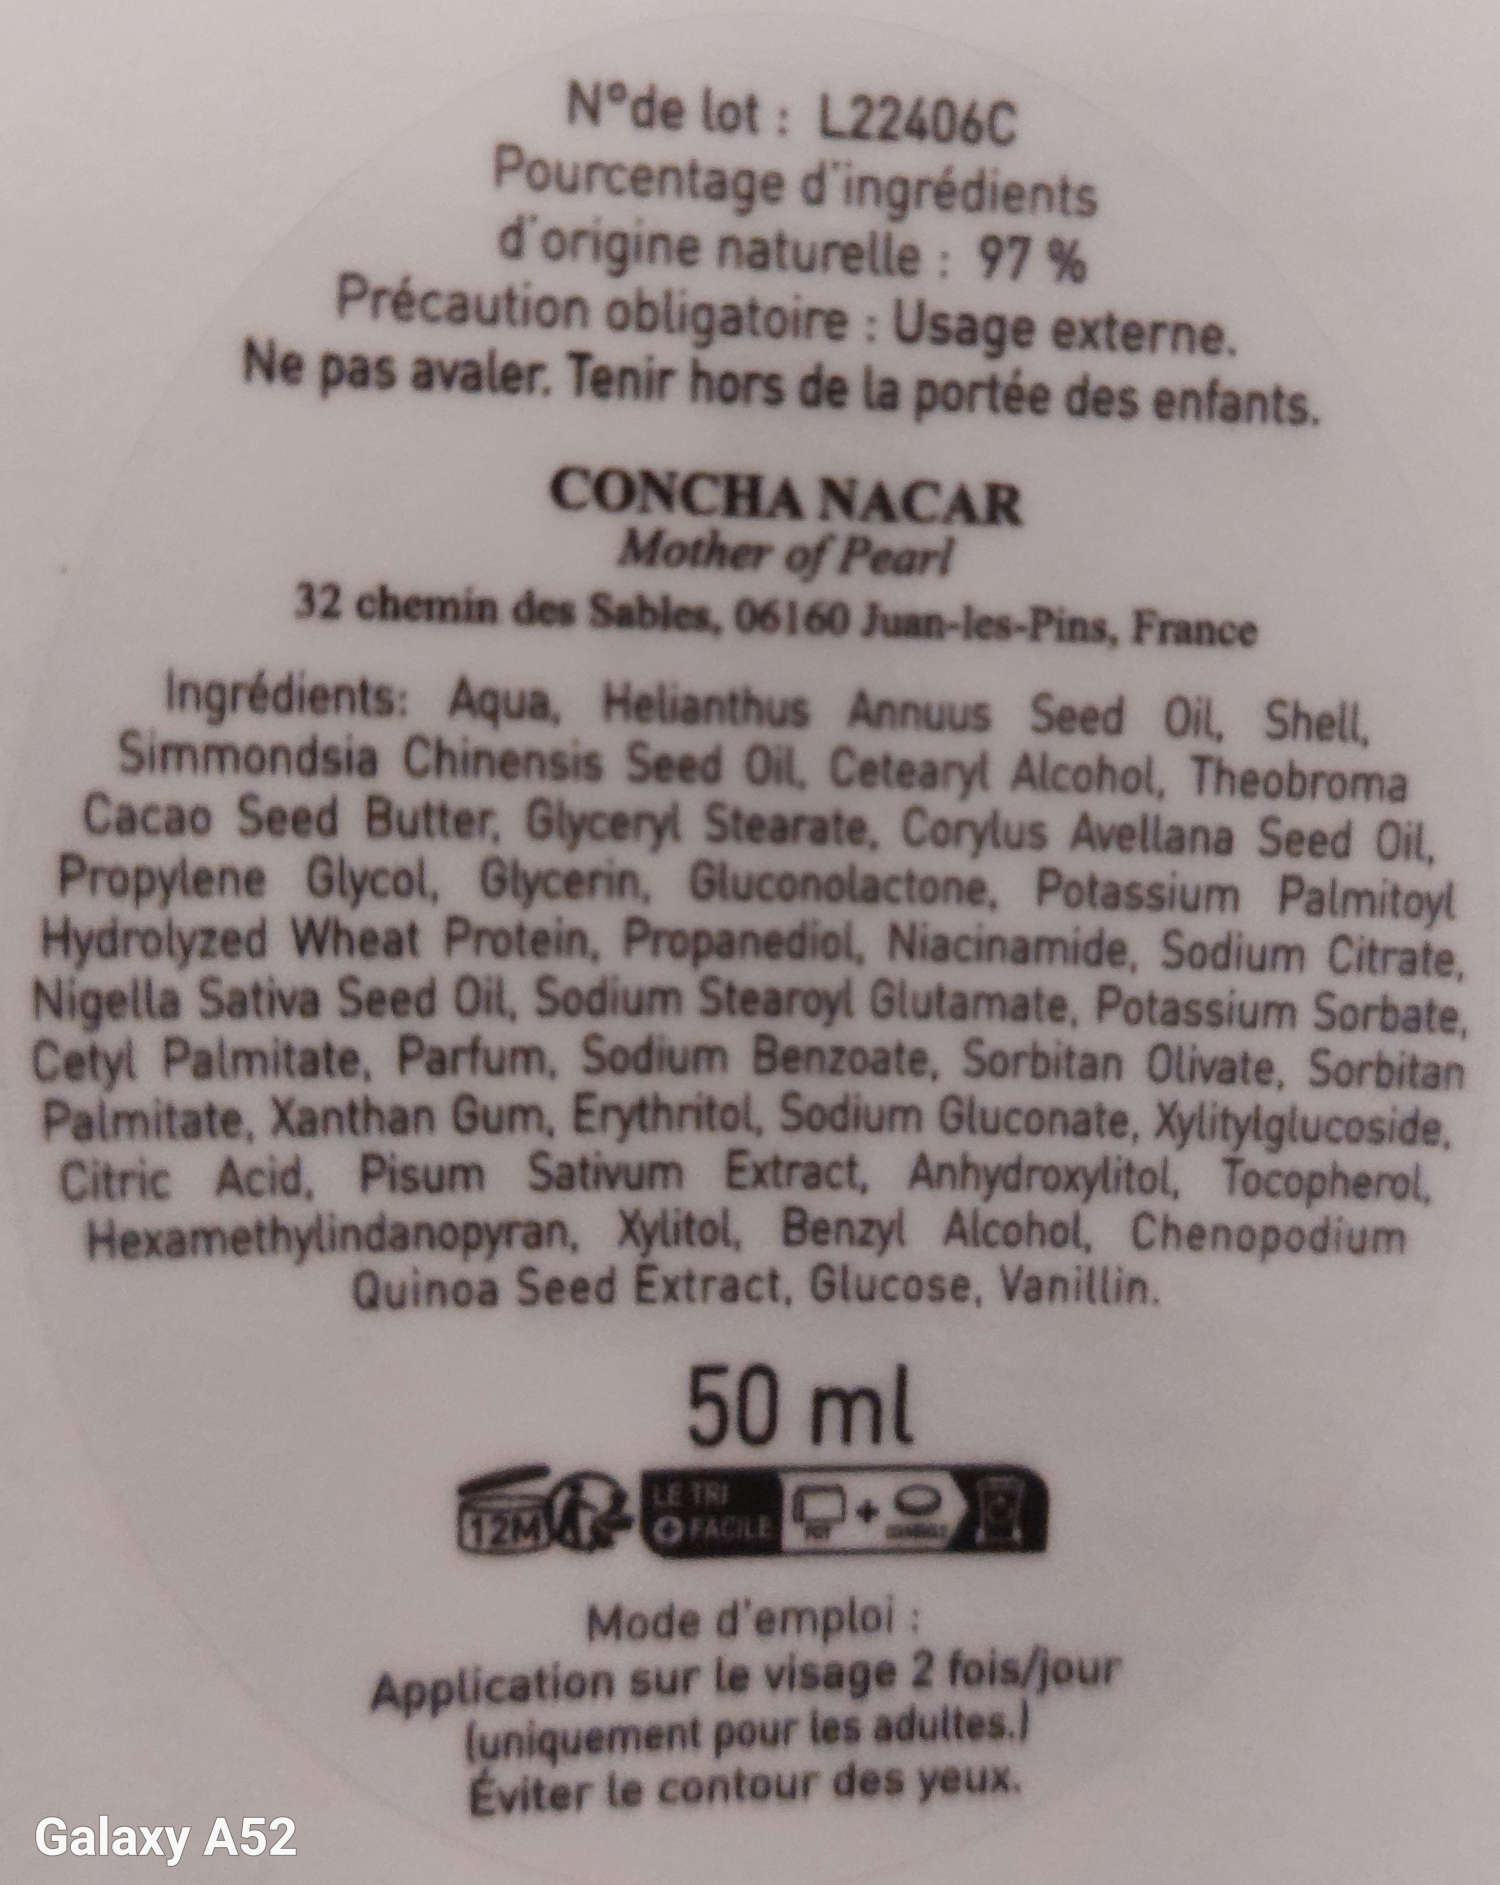 N°de lot : L22406C
Pourcentage d'ingrédients
d'origine naturelle : 97 %
Précaution obligatoire : Usage externe.
Ne pas avaler. Tenir hors de la portée des enfants.
CONCHA NACAR
Mother of Pearl
32 chemin des Sables, 06160 Juan-les-Pins, France
Ingrédients: Aqua, Helianthus Annuus Seed Oil, Shell,
Simmondsia Chinensis Seed Oil, Cetearyl Alcohol, Theobroma
Cacao Seed Butter, Glyceryl Stearate, Corylus Avellana Seed Oil,
Propylene Glycol, Glycerin, Gluconolactone, Potassium Palmitoyl
Hydrolyzed Wheat Protein, Propanediol, Niacinamide, Sodium Citrate,
Nigella Sativa Seed Oil, Sodium Stearoyl Glutamate, Potassium Sorbate,
Cetyl Palmitate, Parfum, Sodium Benzoate, Sorbitan Olivate, Sorbitan
Palmitate, Xanthan Gum, Erythritol, Sodium Gluconate, Xylitylglucoside,
Citric Acid, Pisum Sativum Extract, Anhydroxylitol, Tocopherol,
Hexamethylindanopyran, Xylitol, Benzyl Alcohol, Chenopodium
Quinoa Seed Extract, Glucose, Vanillin.
50 ml
12M
LE TRI
+ FACILE
POT
+
Mode d'emploi :
Application sur le visage 2 fois/jour
(uniquement pour les adultes.)
Éviter le contour des yeux.
Galaxy A52